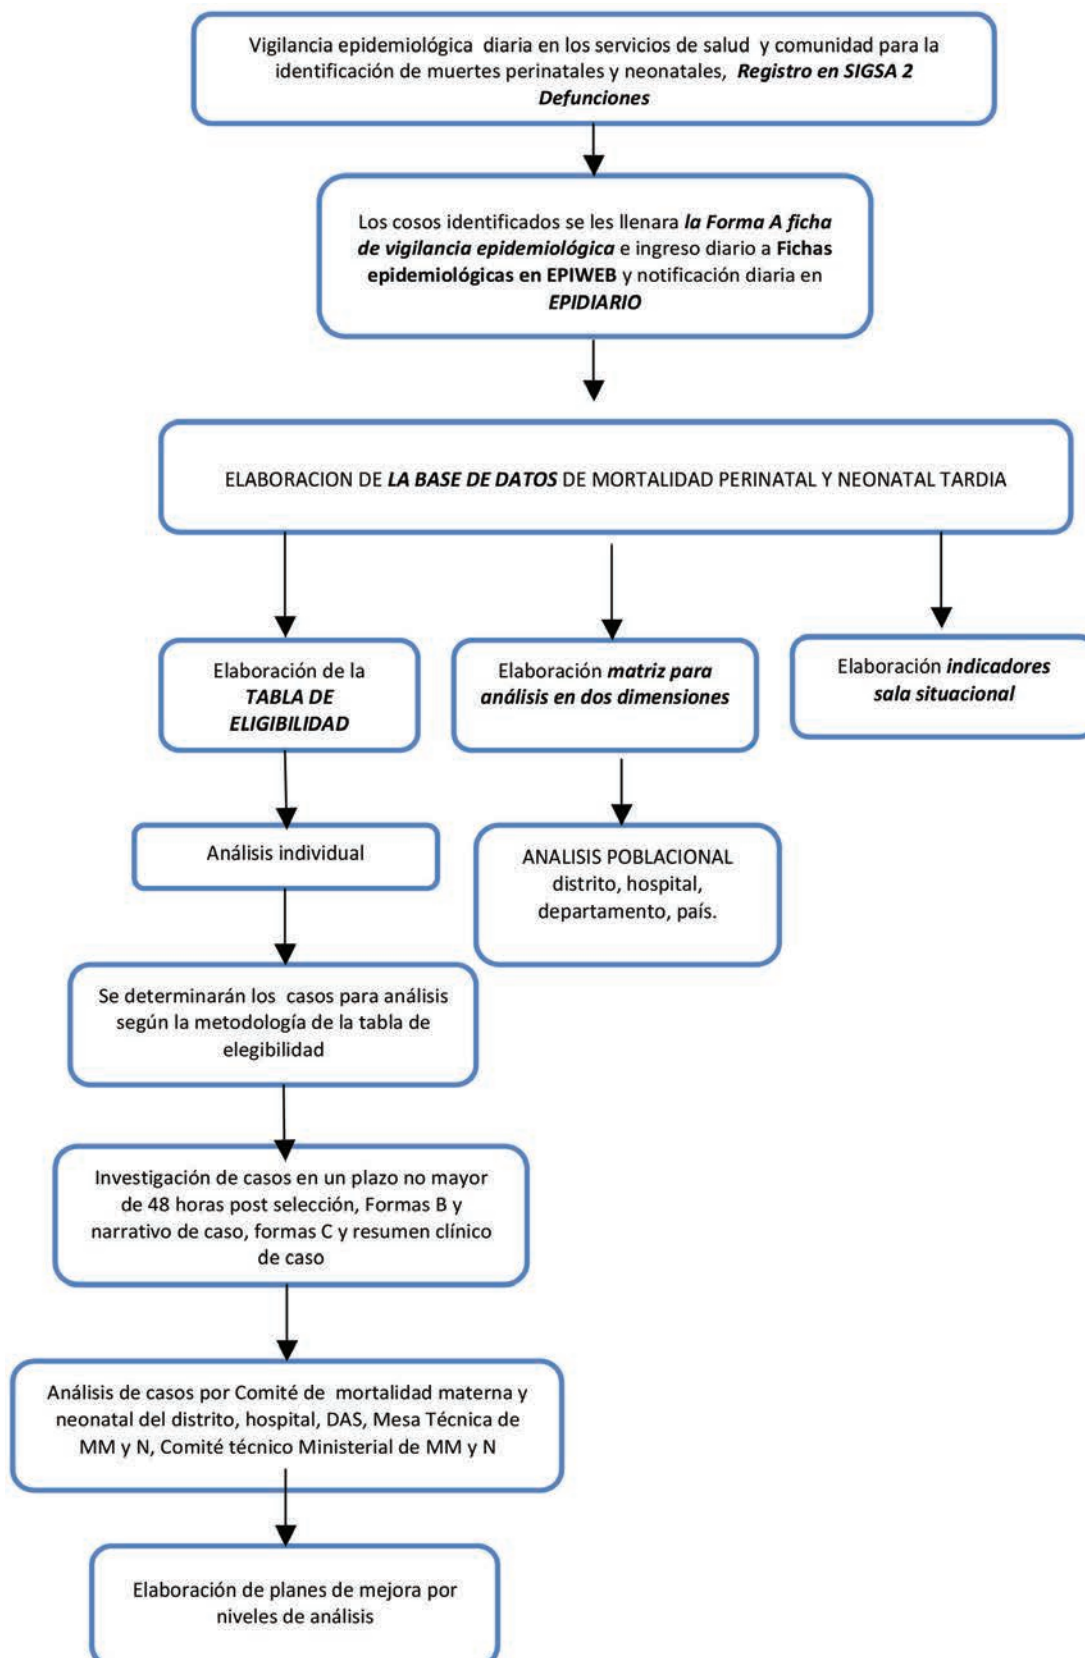 Vigilancia epidemiológica diaria en los servicios de salud y comunidad para la
identificación de muertes perinatales y neonatales, Registro en SIGSA 2
Defunciones
Los cosos identificados se les llenara la Forma A ficha
de vigilancia epidemiológica e ingreso diario a Fichas
epidemiológicas en EPIWEB y notificación diaria en
EPIDIARIO
ELABORACION DE LA BASE DE DATOS DE MORTALIDAD PERINATAL Y NEONATAL TARDIA
Elaboración de la
TABLA DE
ELIGIBILIDAD
Elaboración matriz para
análisis en dos dimensiones
Elaboración indicadores
sala situacional
Análisis individual
ANALISIS POBLACIONAL
distrito, hospital,
departamento, país.
Se determinarán los casos para análisis
según la metodología de la tabla de
elegibilidad
Investigación de casos en un plazo no mayor
de 48 horas post selección, Formas B y
narrativo de caso, formas C y resumen clínico
de caso
Análisis de casos por Comité de mortalidad materna y
neonatal del distrito, hospital, DAS, Mesa Técnica de
MM y N, Comité técnico Ministerial de MM y N
Elaboración de planes de mejora por
niveles de análisis